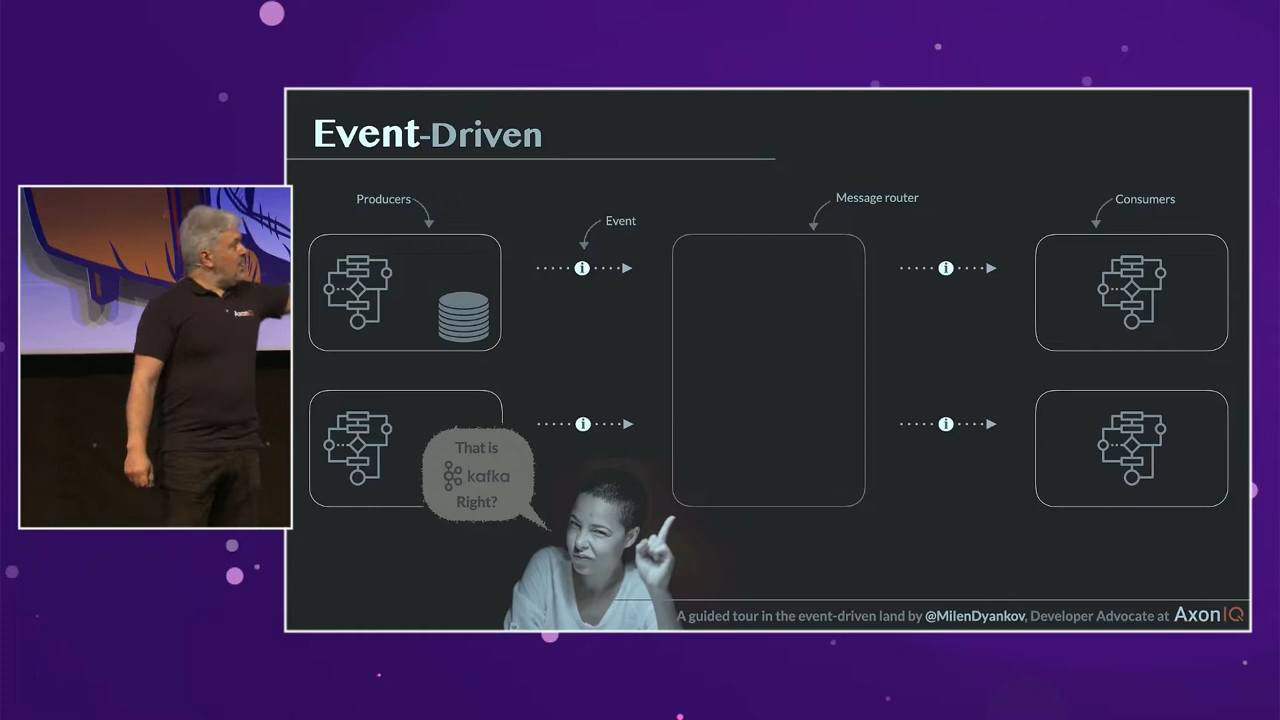 Event-Driven
Producers
Event
Message router
Consumers
That is
kafka
Right?
AxonIQ
A guided tour in the event-driven land by @MilenDyankov, Developer Advocate at AxonIQ